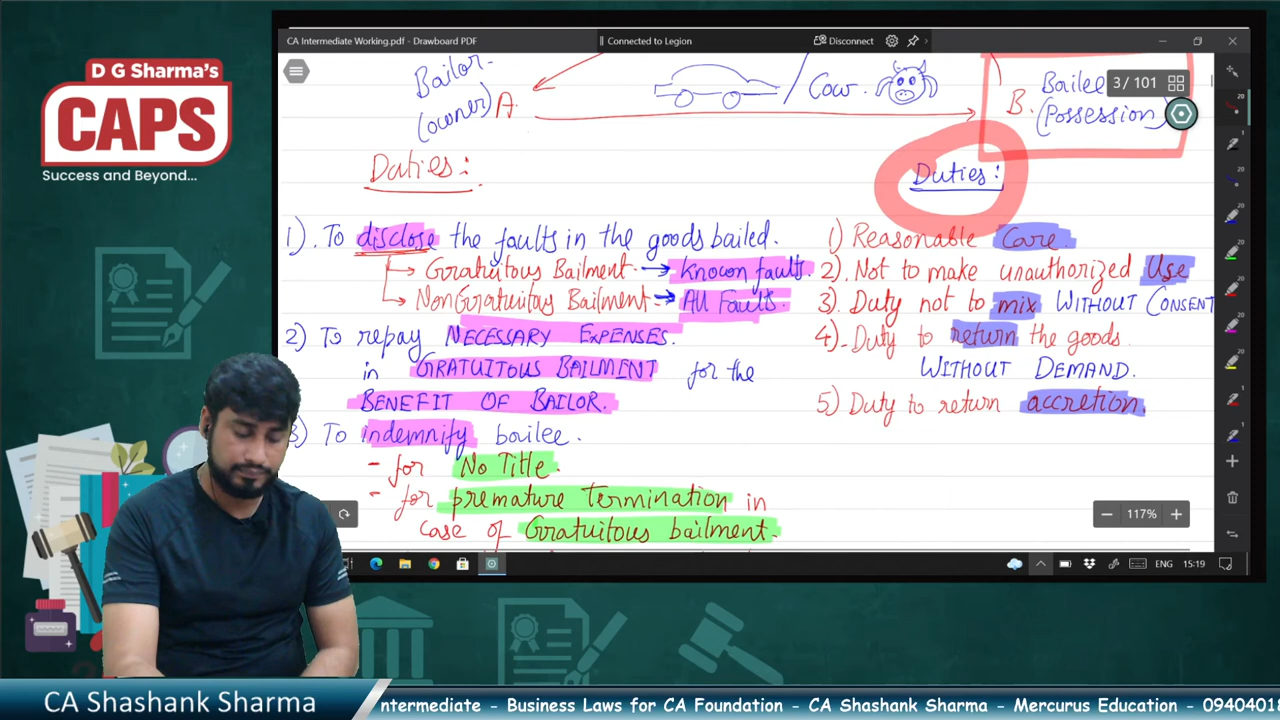 D G Sharma's
CAPS
Success and Beyond...
CA Intermediate Working.pdf - Drawboard PDF
Connected to Legion
Disconnect
3 / 101
Bailor
(owner) A.
/ Cow
B. Bailee
(Possession)
Duties:
1). To disclose the faults in the goods bailed.
Gratuitous Bailment → known faults.
Non Gratuitous Bailment → All Faults.
2) To repay NECESSARY EXPENSES.
in GRATUITOUS BAILMENT for the
BENEFIT OF BAILOR.
3) To indemnify bailee.
- for No Title.
- for premature termination in
case of Gratuitous bailment.
Duties:
1) Reasonable Care.
2). Not to make unauthorized Use
3). Duty not to mix WITHOUT CONSENT
4). Duty to return the goods
WITHOUT DEMAND.
5) Duty to return accretion.
117%
ENG
15:19
CA Shashank Sharma
ntermediate - Business Laws for CA Foundation - CA Shashank Sharma - Mercurus Education - 0940401